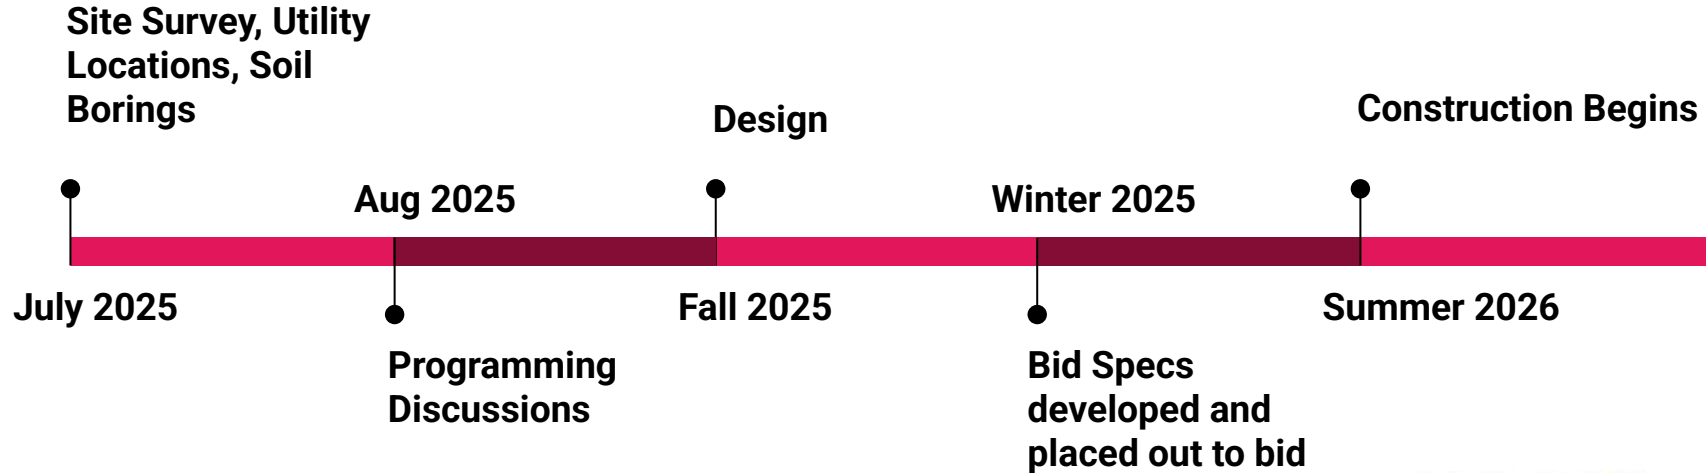 Site Survey, Utility
Locations, Soil
Borings
July 2025
Aug 2025
Programming
Discussions
Design
Fall 2025
Winter 2025
Bid Specs
developed and
placed out to bid
Construction Begins
Summer 2026